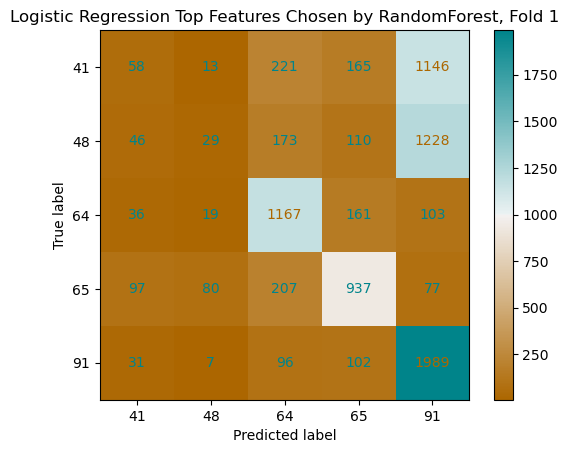 Logistic Regression Top Features Chosen by RandomForest, Fold 1
41 58 13 221 165 1146
48 46 29 173 110 1228
64 36 19 1167 161 103
65 97 80 207 937 77
91 31 7 96 102 1989
41 48 64 65 91
Predicted label
True label
1750
1500
1250
1000
750
500
250